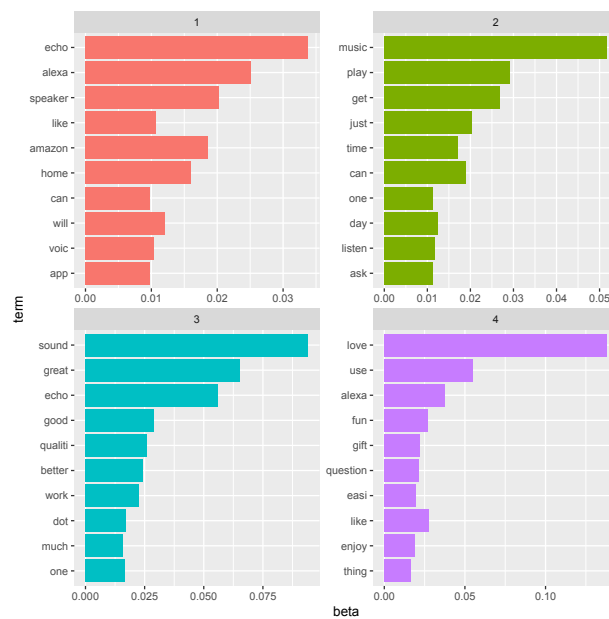 1
echo
alexa
speaker
like
amazon
home
can
will
voic
app
0.00 0.01 0.02 0.03
2
music
play
get
just
time
can
one
day
listen
ask
0.00 0.01 0.02 0.03 0.04 0.05
term
3
sound
great
echo
good
qualiti
better
work
dot
much
one
0.000 0.025 0.050 0.075
4
love
use
alexa
fun
gift
question
easi
like
enjoy
thing
0.00 0.05 0.10
beta